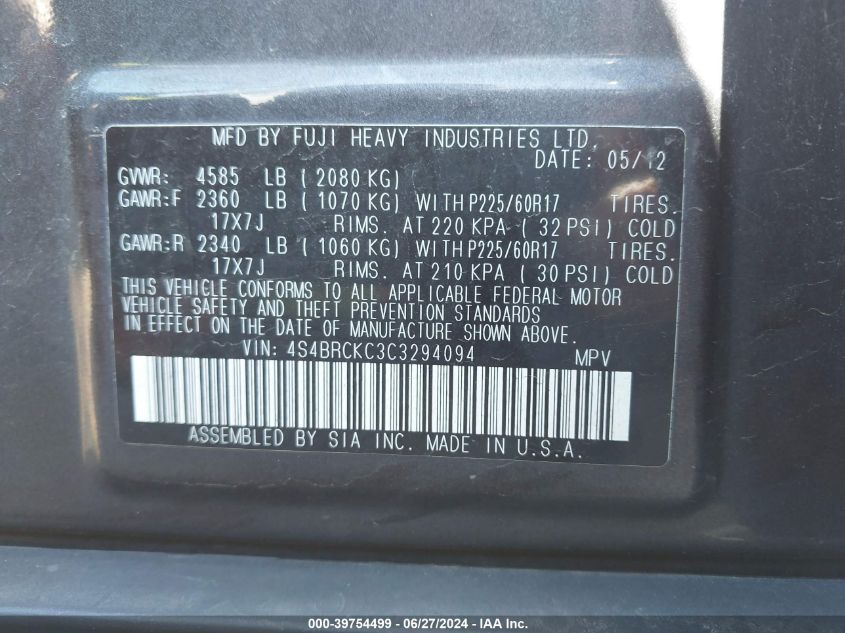 MFD BY FUJI HEAVY INDUSTRIES LTD.
DATE: 05/12
GVWR: 4585 LB ( 2080 KG)
GAWR:F 2360 LB ( 1070 KG) WITH P225/60R17 TIRES.
17X7J RIMS. AT 220 KPA ( 32 PSI) COLD
GAWR:R 2340 LB ( 1060 KG) WITH P225/60R17 TIRES.
17X7J RIMS. AT 210 KPA ( 30 PSI) COLD
THIS VEHICLE CONFORMS TO ALL APPLICABLE FEDERAL MOTOR
VEHICLE SAFETY AND THEFT PREVENTION STANDARDS
IN EFFECT ON THE DATE OF MANUFACTURE SHOWN ABOVE.
VIN: 4S4BRCKC3C3294094 MPV
ASSEMBLED BY SIA INC. MADE IN U.S.A.
000-39754499 - 06/27/2024 - IAA Inc.